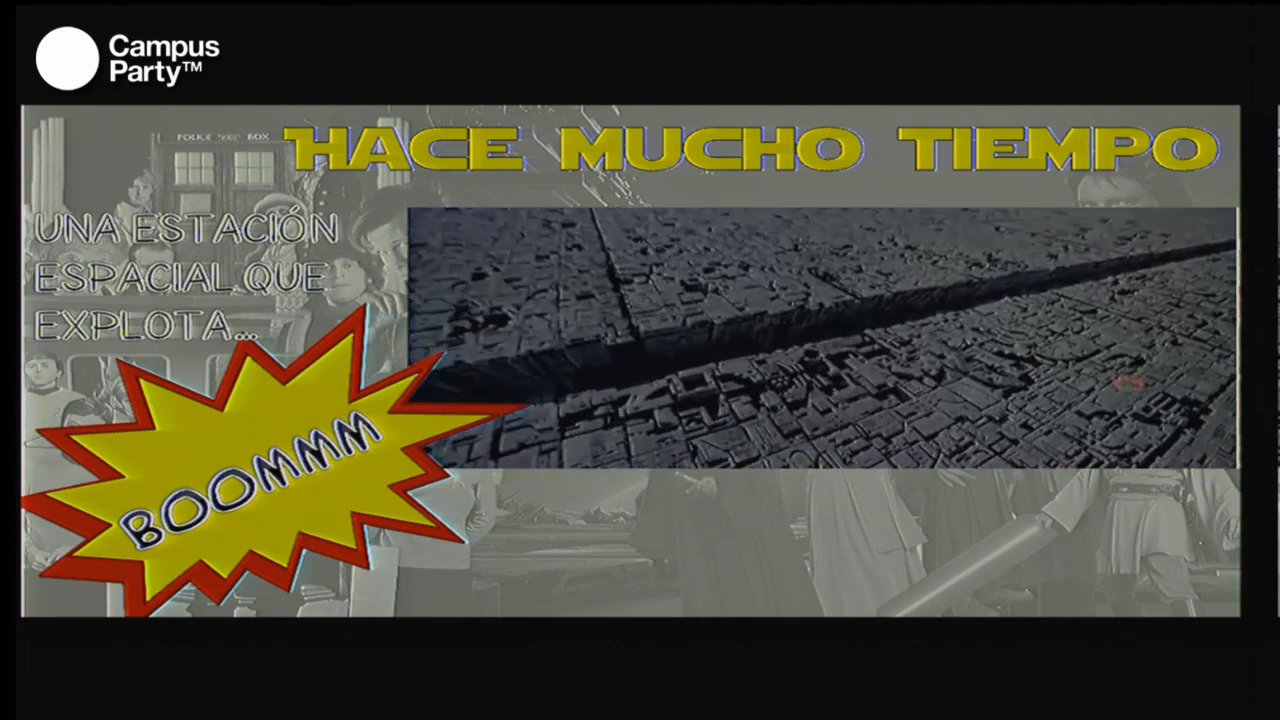 Campus
Party™
HACE MUCHO TIEMPO
UNA ESTACIÓN
ESPACIAL QUE
EXPLOTA...
BOOMMM